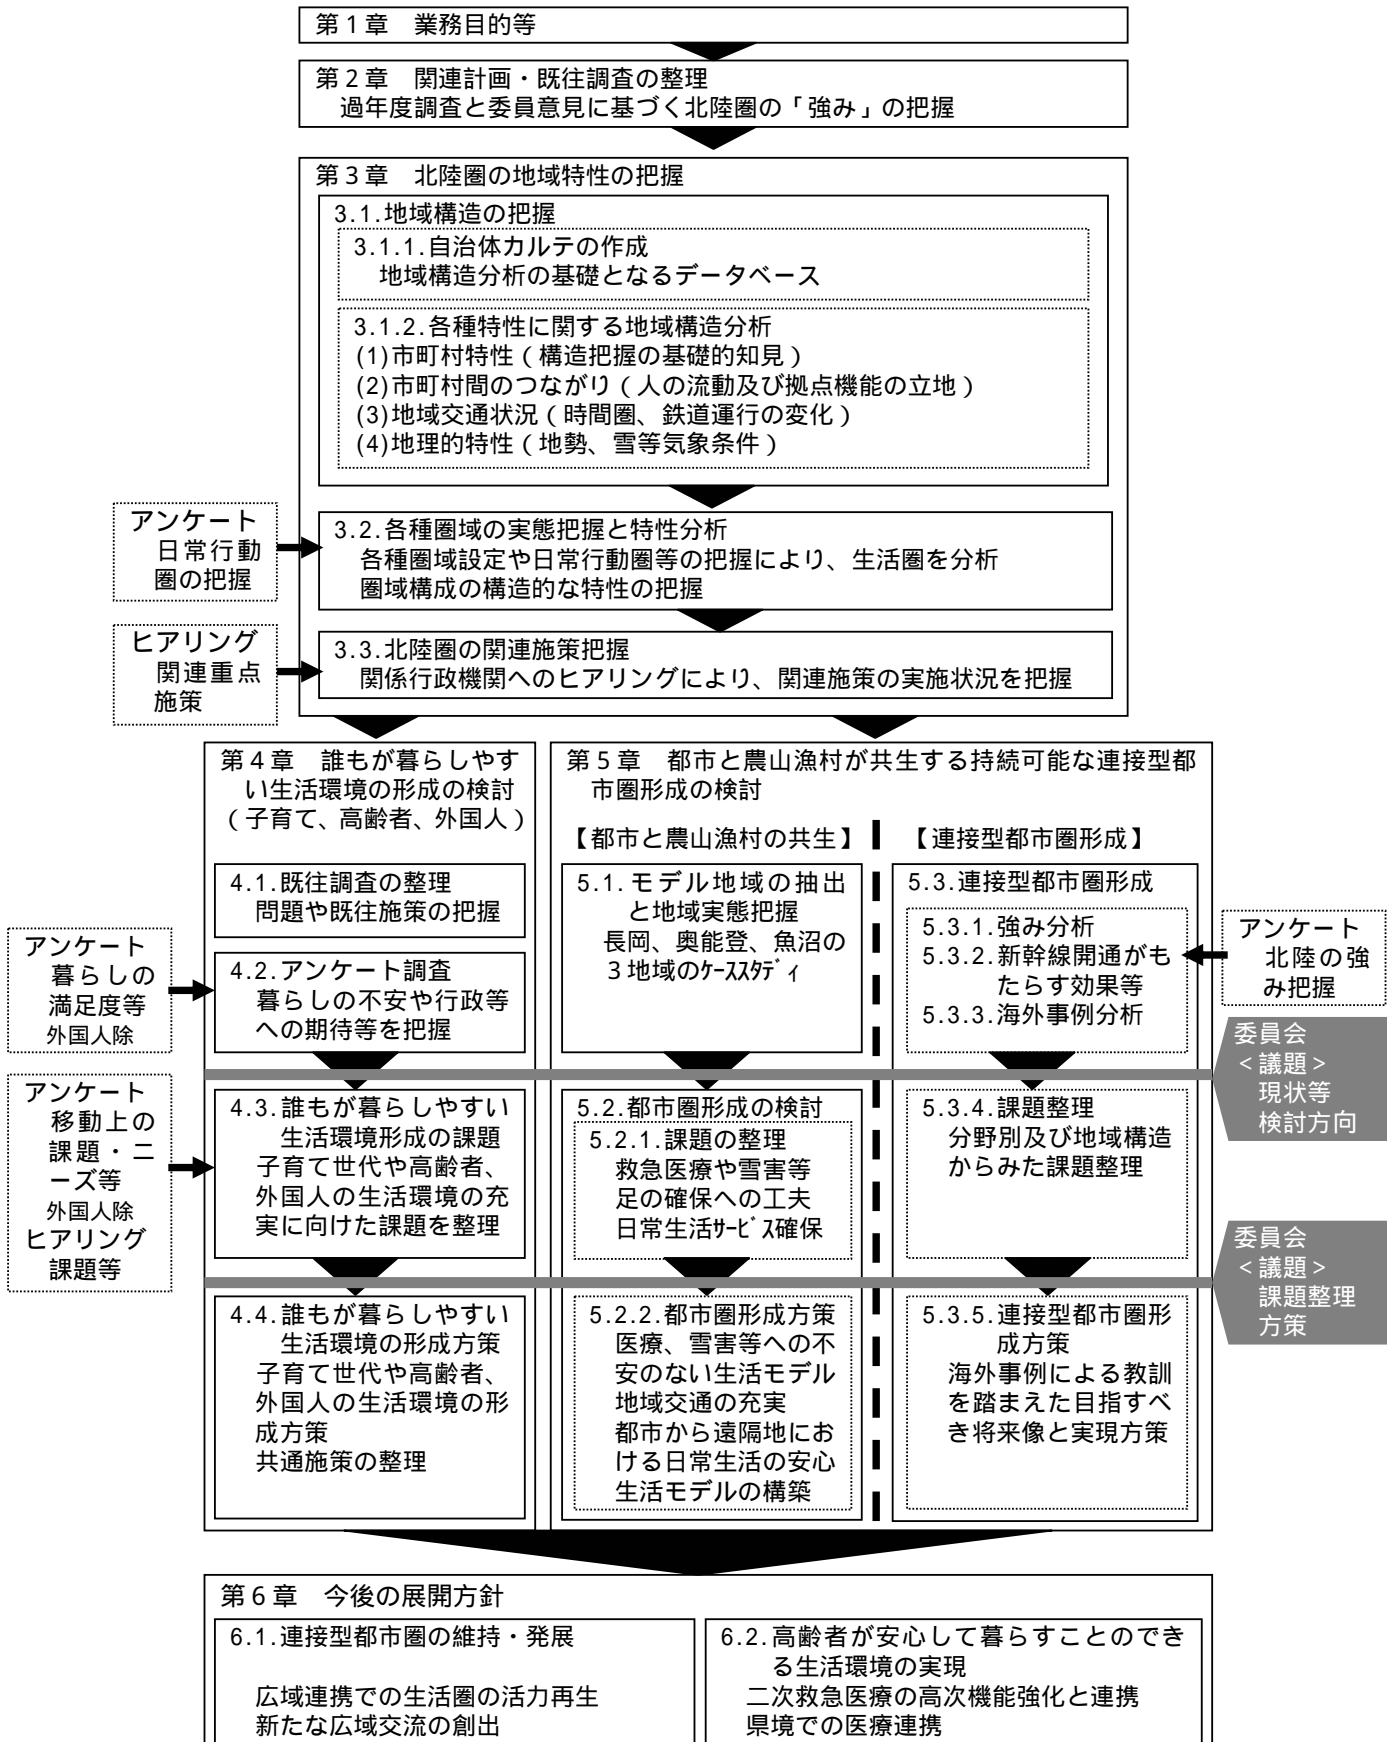 第１章　業務目的等
第２章　関連計画・既往調査の整理
過年度調査と委員意見に基づく北陸圏の「強み」の把握
第３章　北陸圏の地域特性の把握
3.1.地域構造の把握
3.1.1.自治体カルテの作成
地域構造分析の基礎となるデータベース
3.1.2.各種特性に関する地域構造分析
(1)市町村特性（構造把握の基礎的知見）
(2)市町村間のつながり（人の流動及び拠点機能の立地）
(3)地域交通状況（時間圏、鉄道運行の変化）
(4)地理的特性（地勢、雪等気象条件）
アンケート
日常行動
圏の把握
3.2.各種圏域の実態把握と特性分析
各種圏域設定や日常行動圏等の把握により、生活圏を分析
圏域構成の構造的な特性の把握
ヒアリング
関連重点
施策
3.3.北陸圏の関連施策把握
関係行政機関へのヒアリングにより、関連施策の実施状況を把握
第４章　誰もが暮らしやす
い生活環境の形成の検討
（子育て、高齢者、外国人）
4.1.既往調査の整理
問題や既往施策の把握
アンケート
暮らしの
満足度等
外国人除
4.2.アンケート調査
暮らしの不安や行政等
への期待等を把握
アンケート
移動上の
課題・ニ
ーズ等
外国人除
ヒアリング
課題等
4.3.誰もが暮らしやすい
生活環境形成の課題
子育て世代や高齢者、
外国人の生活環境の充
実に向けた課題を整理
4.4.誰もが暮らしやすい
生活環境の形成方策
子育て世代や高齢者、
外国人の生活環境の形
成方策
共通施策の整理
第５章　都市と農山漁村が共生する持続可能な連接型都
市圏形成の検討
【都市と農山漁村の共生】
5.1.モデル地域の抽出
と地域実態把握
長岡、奥能登、魚沼の
３地域のｹｰｽｽﾀﾃﾞｨ
5.2.都市圏形成の検討
5.2.1.課題の整理
救急医療や雪害等
足の確保への工夫
日常生活ｻｰﾋﾞｽ確保
5.2.2.都市圏形成方策
医療、雪害等への不
安のない生活モデル
地域交通の充実
都市から遠隔地にお
ける日常生活の安心
生活モデルの構築
【連接型都市圏形成】
5.3.連接型都市圏形成
5.3.1.強み分析
5.3.2.新幹線開通がも
たらす効果等
5.3.3.海外事例分析
アンケート
北陸の強
み把握
委員会
＜議題＞
現状等
検討方向
5.3.4.課題整理
分野別及び地域構造
からみた課題整理
委員会
＜議題＞
課題整理
方策
5.3.5.連接型都市圏形
成方策
海外事例による教訓
を踏まえた目指すべ
き将来像と実現方策
第６章　今後の展開方針
6.1.連接型都市圏の維持・発展
広域連携での生活圏の活力再生
新たな広域交流の創出
6.2.高齢者が安心して暮らすことのでき
る生活環境の実現
二次救急医療の高次機能強化と連携
県境での医療連携